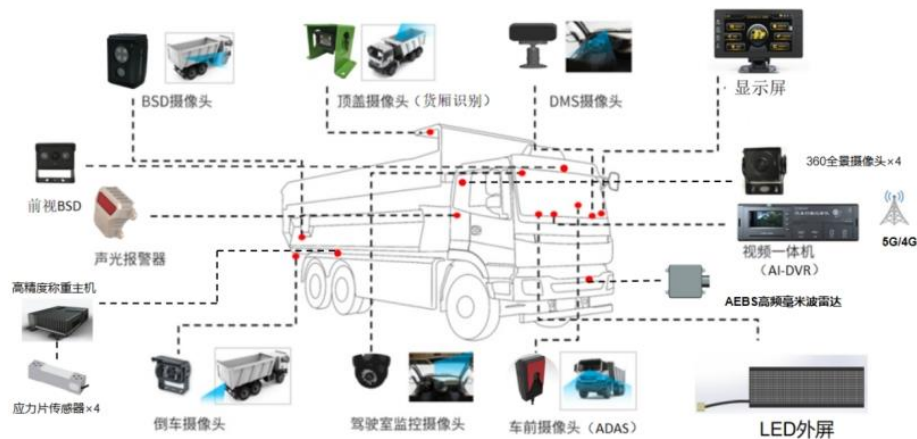 BSD摄像头
顶盖摄像头（货厢识别）
DMS摄像头
显示屏
360全景摄像头×4
前视BSD
声光报警器
视频一体机
（AI-DVR）
5G/4G
高精度称重主机
AEBS高频毫米波雷达
应力片传感器×4
倒车摄像头
驾驶室监控摄像头
车前摄像头（ADAS）
LED外屏